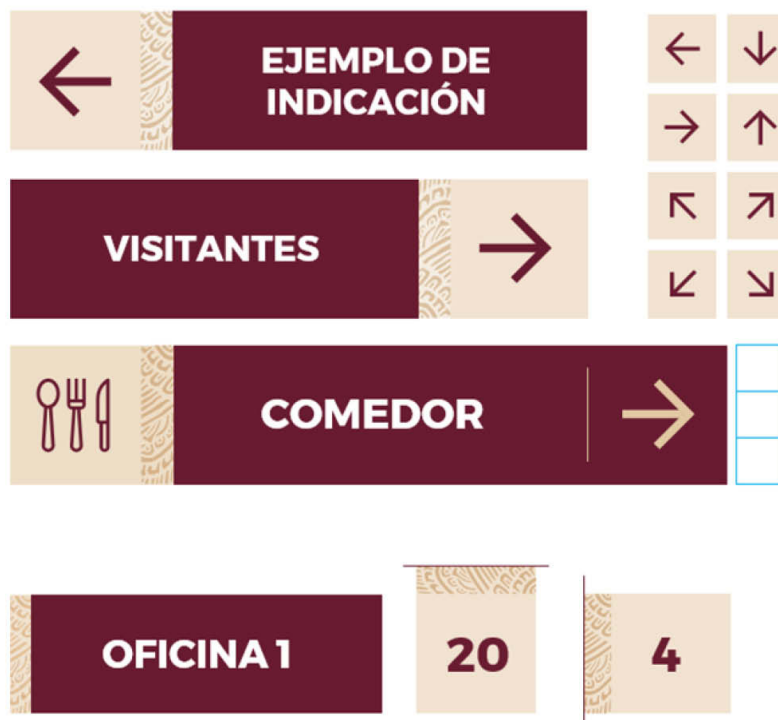 EJEMPLO DE
INDICACIÓN
VISITANTES
COMEDOR
OFICINA 1
20
4